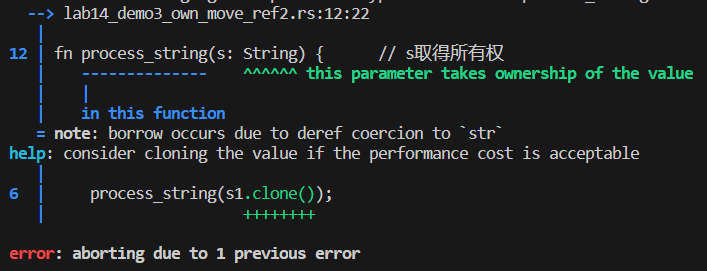 --> lab14_demo3_own_move_ref2.rs:12:22
|
12 | fn process_string(s: String) {      // s取得所有权
|    --------------    ^^^^^^ this parameter takes ownership of the value
|    |
|    in this function
= note: borrow occurs due to deref coercion to `str`
help: consider cloning the value if the performance cost is acceptable
|
6 |     process_string(s1.clone());
|                      ++++++++
error: aborting due to 1 previous error